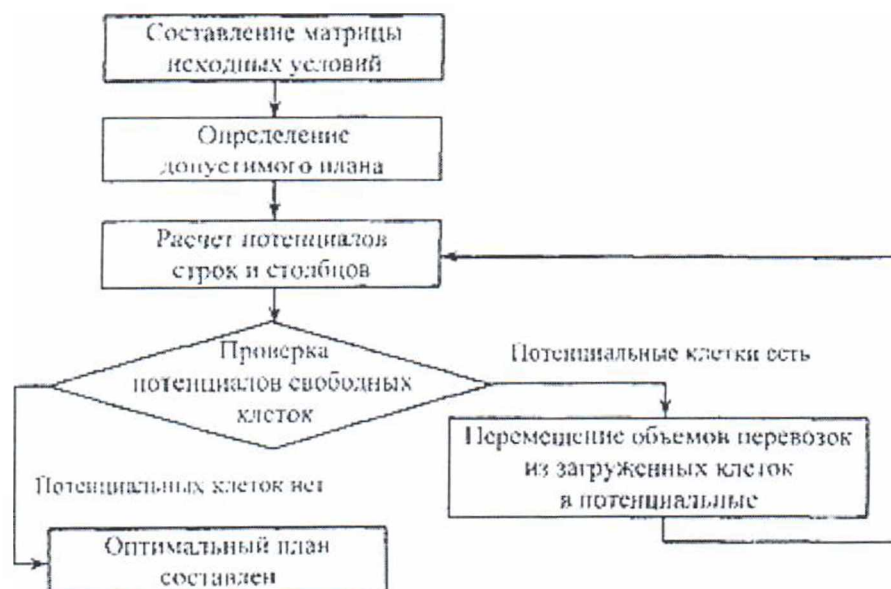 Составление матрицы
исходных условий
Определение
допустимого плана
Расчет потенциалов
строк и столбцов
Проверка
потенциалов свободных
клеток
Потенциальные клетки есть
Перемещение объемов перевозок
из загруженных клеток
в потенциальные
Потенциальных клеток нет
Оптимальный план
составлен